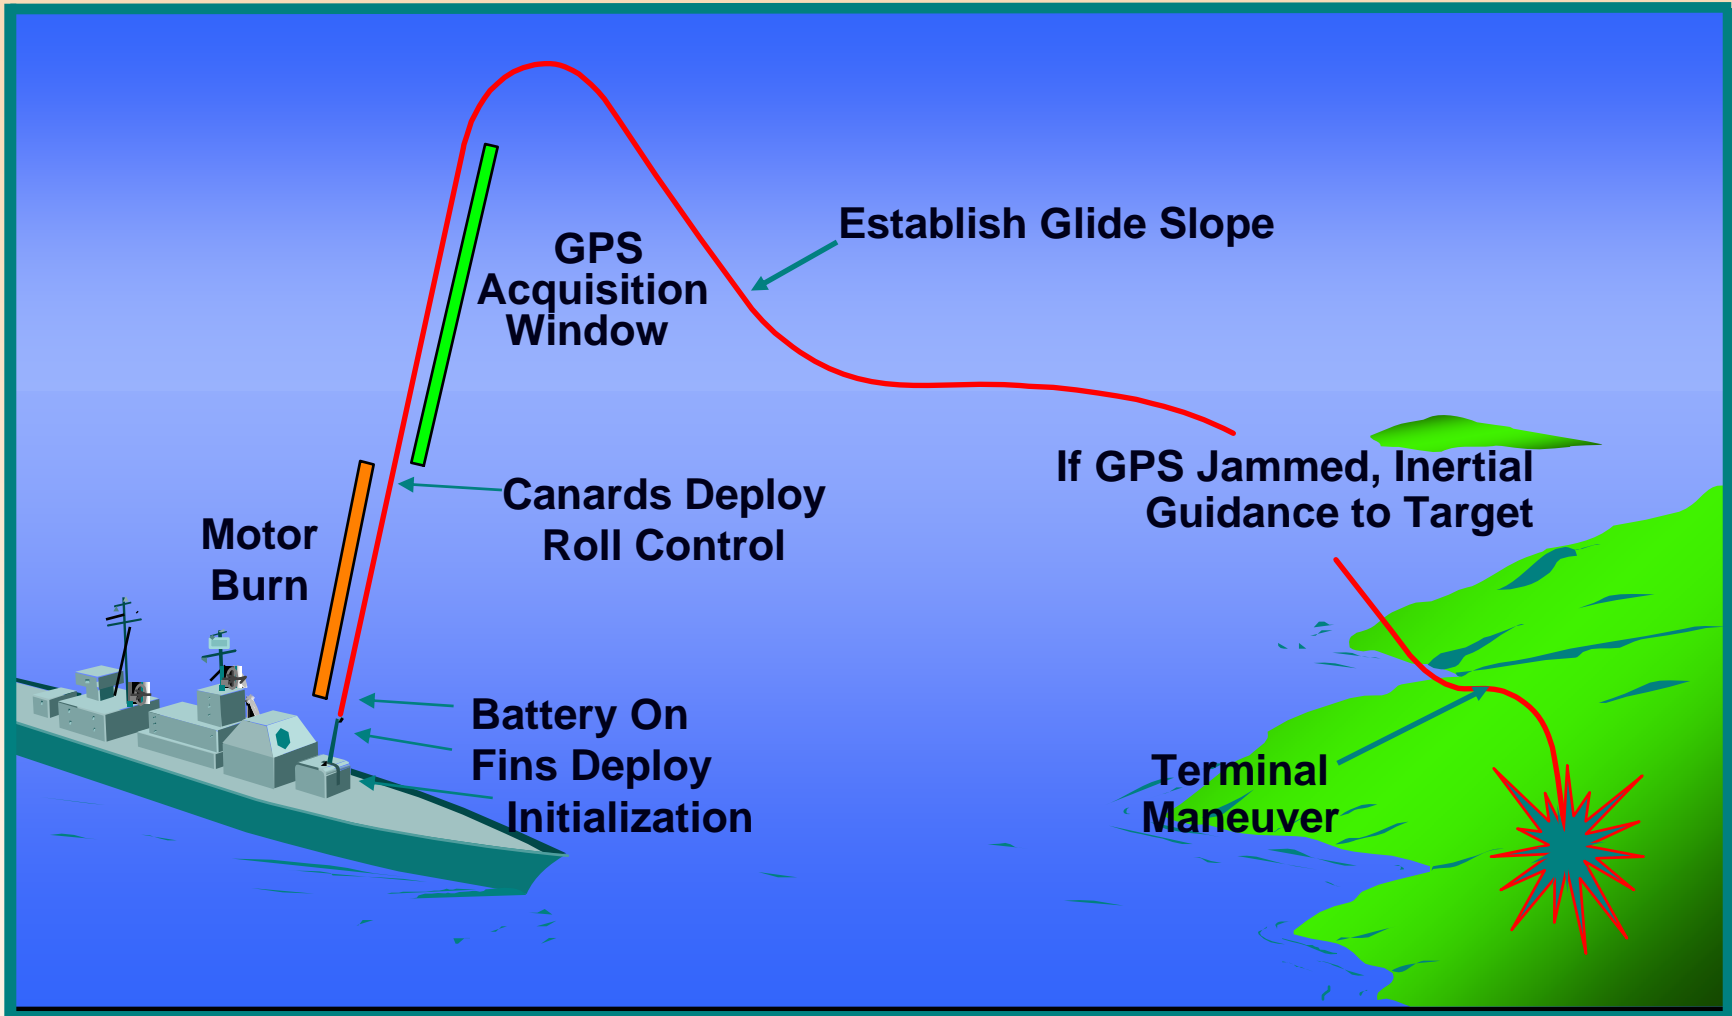 Establish Glide Slope
GPS
Acquisition
Window
If GPS Jammed, Inertial
Guidance to Target
Canards Deploy
Roll Control
Motor
Burn
Battery On
Fins Deploy
Initialization
Terminal
Maneuver